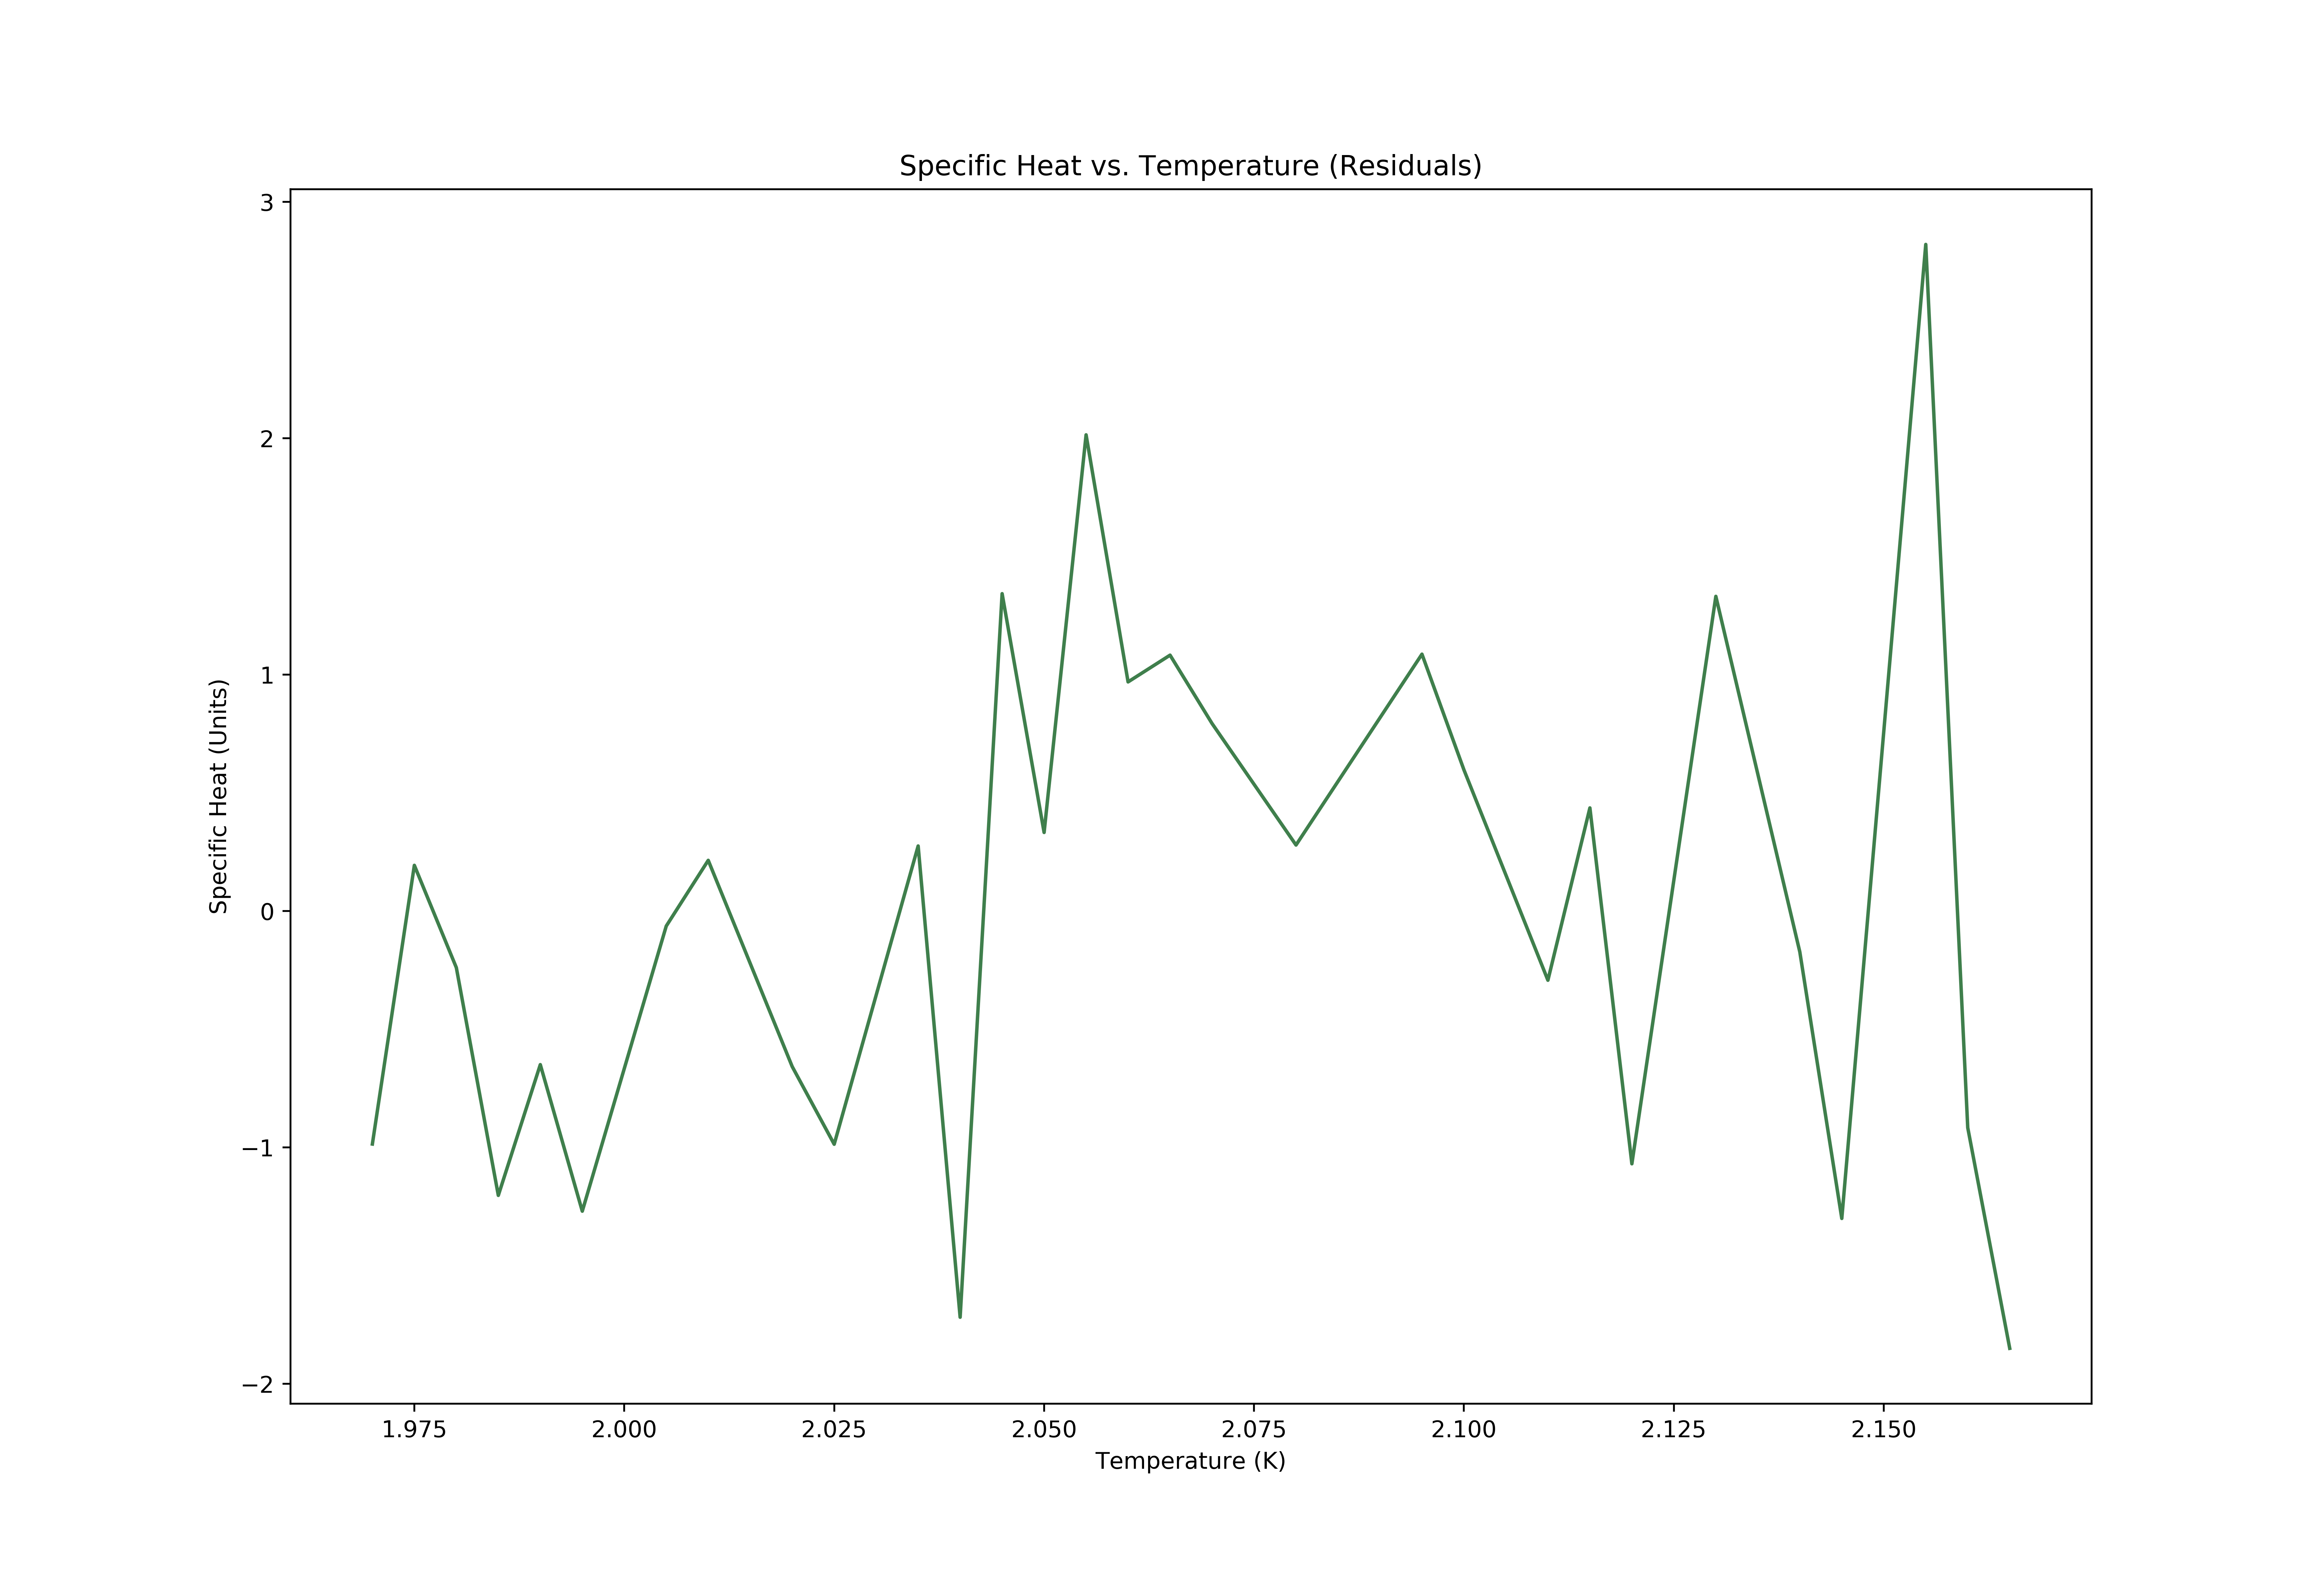 Specific Heat vs. Temperature (Residuals)
3
2
1
0
−1
−2
Specific Heat (Units)
1.975 2.000 2.025 2.050 2.075 2.100 2.125 2.150
Temperature (K)